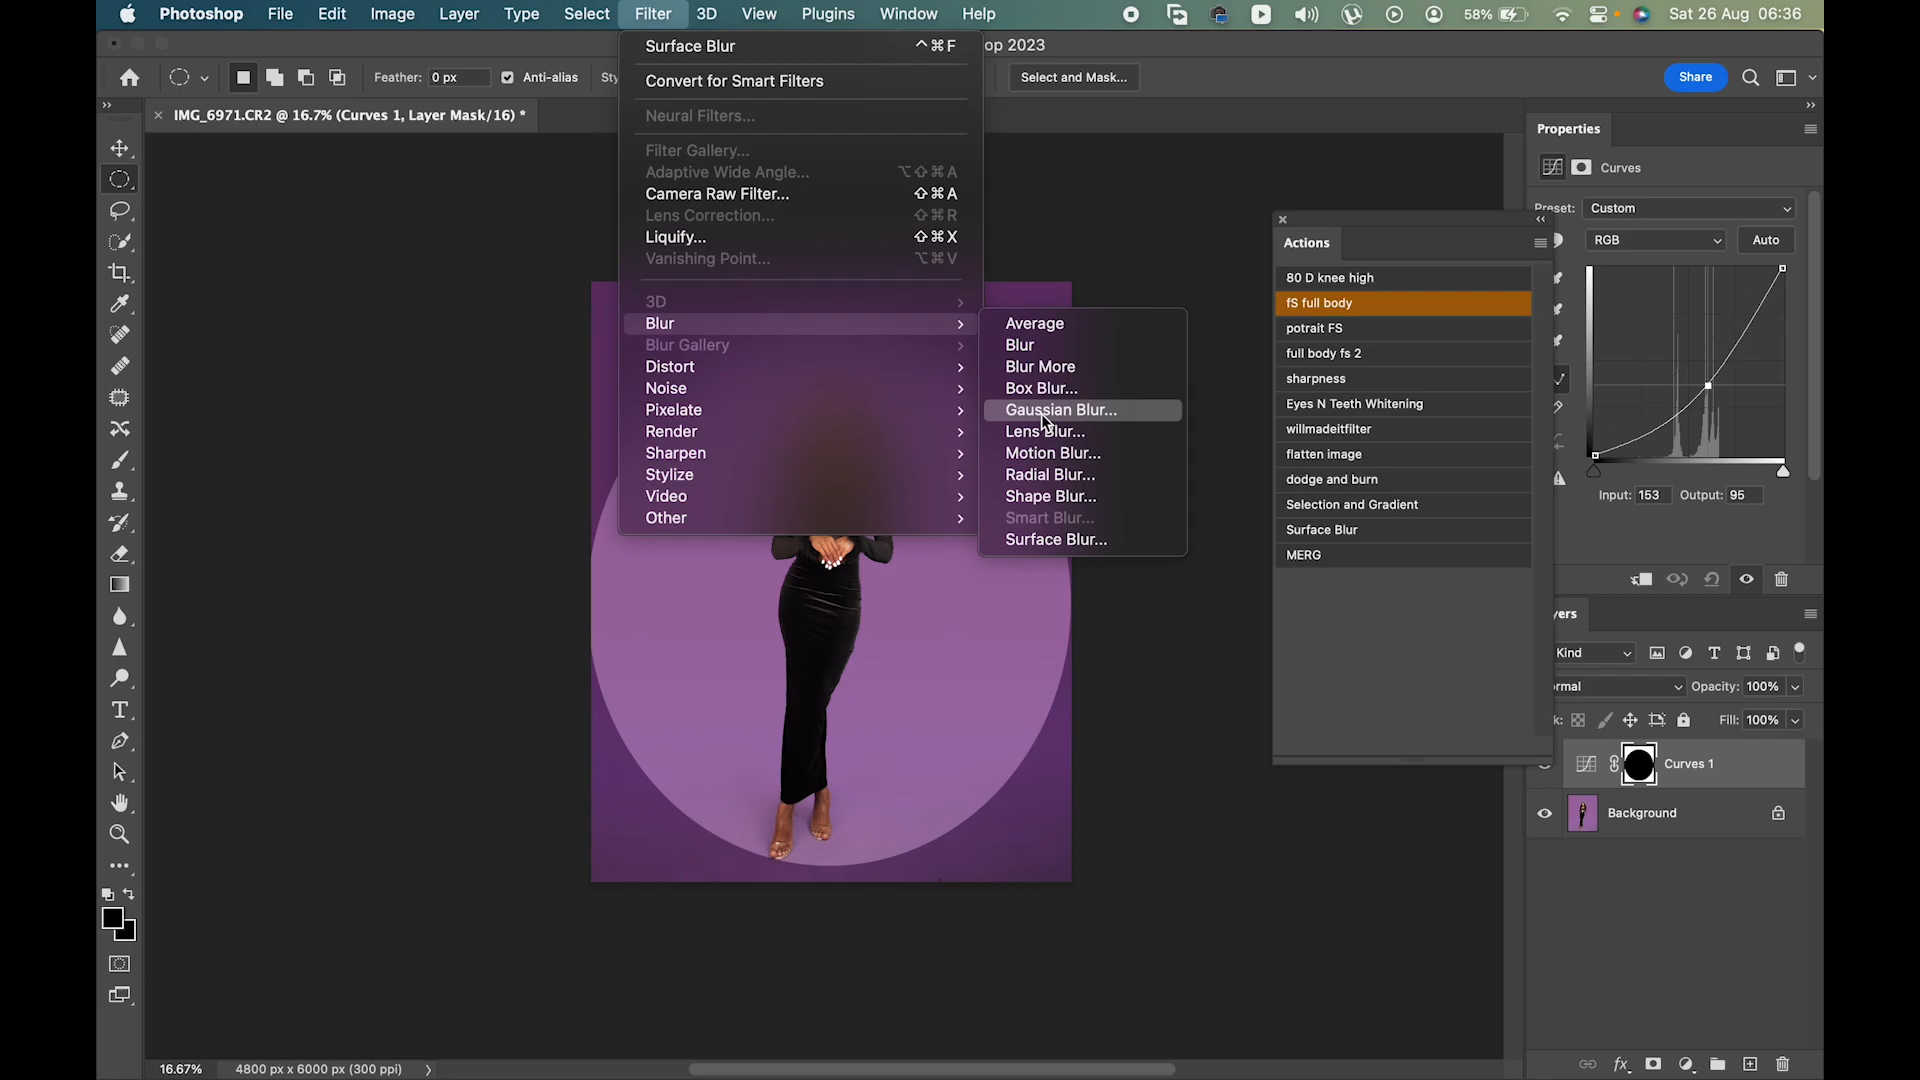 Photoshop File Edit Image Layer Type Select Filter 3D View Plugins Window Help 58% Sat 26 Aug 06:36
op 2023
Feather: 0 px Anti-alias Sty Select and Mask... Share
IMG_6971.CR2 @ 16.7% (Curves 1, Layer Mask/16) *
Surface Blur ^⌘F
Convert for Smart Filters
Neural Filters...
Filter Gallery...
Adaptive Wide Angle... ⌥⇧⌘A
Camera Raw Filter... ⇧⌘A
Lens Correction... ⇧⌘R
Liquify... ⇧⌘X
Vanishing Point... ⌥⌘V
3D
Blur
Blur Gallery
Distort
Noise
Pixelate
Render
Sharpen
Stylize
Video
Other
Average
Blur
Blur More
Box Blur...
Gaussian Blur...
Lens Blur...
Motion Blur...
Radial Blur...
Shape Blur...
Smart Blur...
Surface Blur...
Actions
80 D knee high
fS full body
potrait FS
full body fs 2
sharpness
Eyes N Teeth Whitening
willmadeitfilter
flatten image
dodge and burn
Selection and Gradient
Surface Blur
MERG
Properties
Curves
Preset: Custom
RGB Auto
Input: 153 Output: 95
yers
Kind
ormal Opacity: 100%
k: Fill: 100%
Curves 1
Background
16.67% 4800 px x 6000 px (300 ppi)